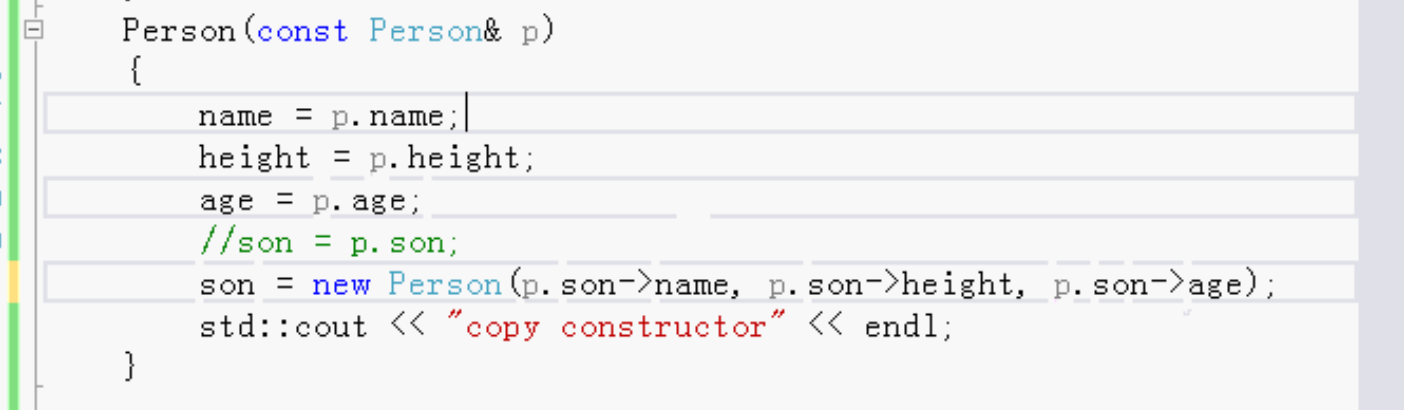 Person(const Person& p)
{
name = p.name;
height = p.height;
age = p.age;
//son = p.son;
son = new Person(p.son->name, p.son->height, p.son->age);
std::cout << "copy constructor" << endl;
}